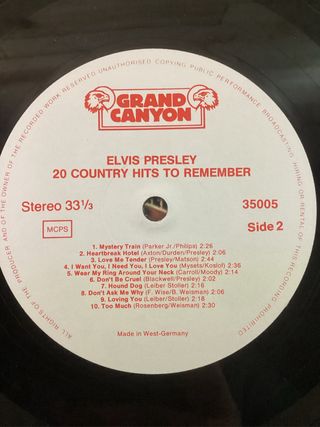 GRAND
CANYON
ELVIS PRESLEY
20 COUNTRY HITS TO REMEMBER
Stereo 33 1/3
35005
MCPS
Side 2
1. Mystery Train (Parker Jr./Philips) 2:26
2. Heartbreak Hotel (Axton/Durden/Presley) 2:06
3. Love Me Tender (Presley/Matson) 2:44
4. I Want You, I Need You, I Love You (Mysels/Koslof) 2:36
5. Wear My Ring Around Your Neck (Carroll/Moody) 2:14
6. Don't Be Cruel (Blackwell/Presley) 2:02
7. Hound Dog (Leiber Stoller) 2:16
8. Don't Ask Me Why (F. Wise/B. Weisman) 2:06
9. Loving You (Leiber/Stoller) 2:18
10. Too Much (Rosenberg/Weisman) 2:30
Made in West-Germany
ALL RIGHTS OF THE PRODUCER AND OF THE OWNER OF THE RECORDED WORK RESERVED UNAUTHORISED COPYING PUBLIC PERFORMANCE BROADCASTING HIRING OR RENTAL OF THIS RECORDING PROHIBITED